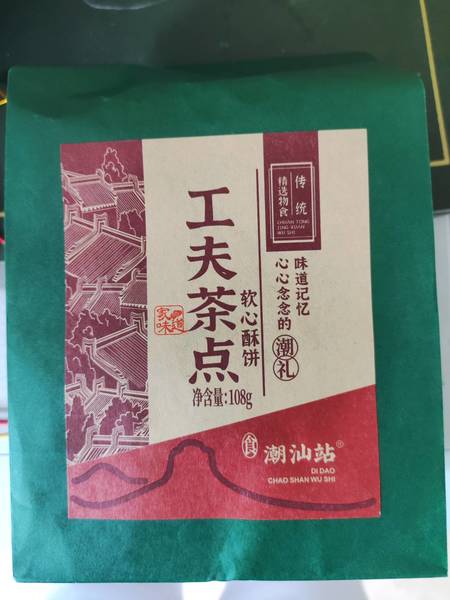 传统
精选物食
CHUAN TONG
JING XUAN
WU SHI
工夫茶点
软心酥饼
净含量:108g
味道记忆
心心念念的
潮礼
家味道
食
潮汕站®
DI DAO
CHAO SHAN WU SHI